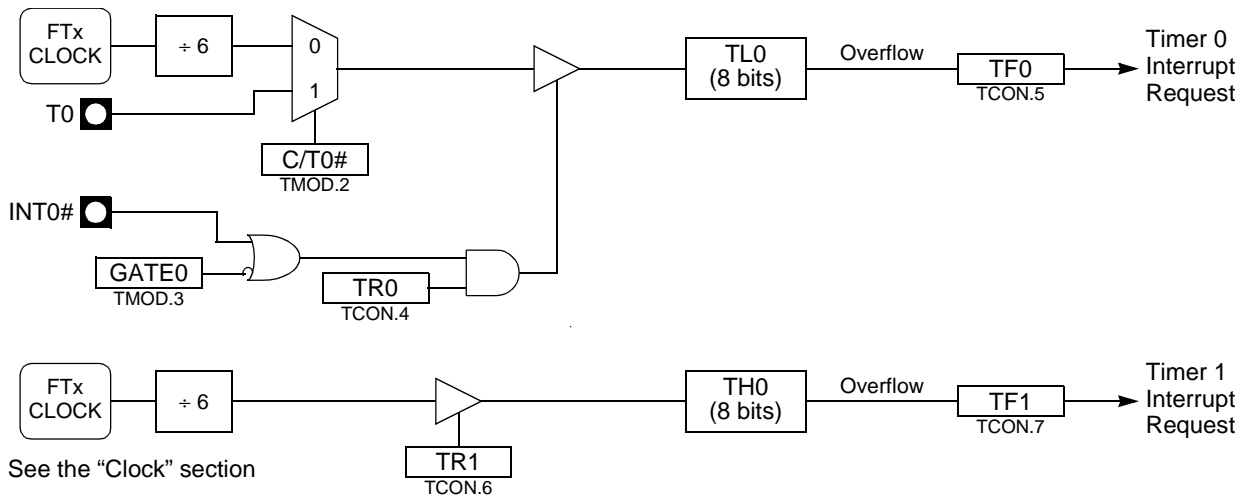 FTx
CLOCK
÷ 6
0
1
T0
C/T0#
TMOD.2
TL0
(8 bits)
Overflow
TF0
TCON.5
Timer 0
Interrupt
Request
INT0#
GATE0
TMOD.3
TR0
TCON.4
FTx
CLOCK
÷ 6
TR1
TCON.6
TH0
(8 bits)
Overflow
TF1
TCON.7
Timer 1
Interrupt
Request
See the “Clock” section